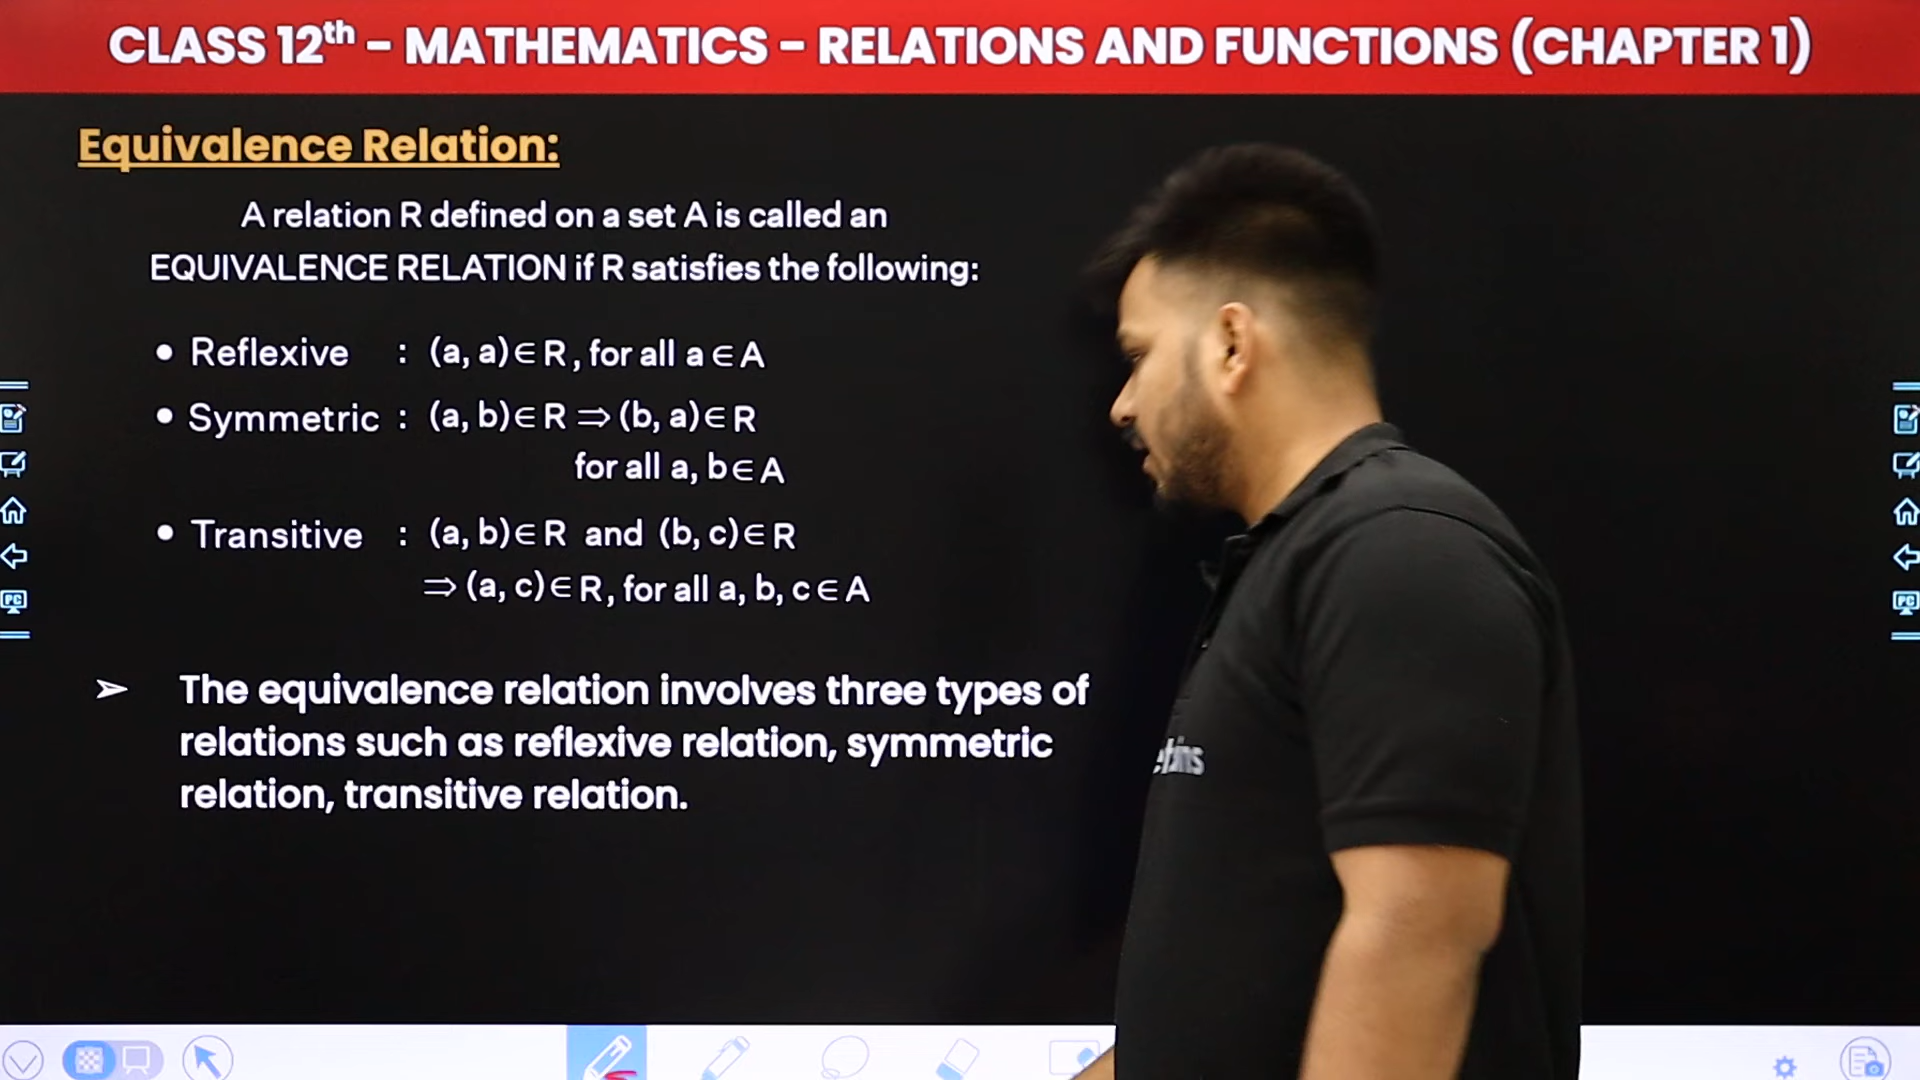 CLASS 12th - MATHEMATICS - RELATIONS AND FUNCTIONS (CHAPTER 1)
Equivalence Relation:
A relation R defined on a set A is called an
EQUIVALENCE RELATION if R satisfies the following:
• Reflexive : (a, a) ∈ R, for all a ∈ A
• Symmetric : (a, b) ∈ R ⇒ (b, a) ∈ R
for all a, b ∈ A
• Transitive : (a, b) ∈ R and (b, c) ∈ R
⇒ (a, c) ∈ R, for all a, b, c ∈ A
➢ The equivalence relation involves three types of
relations such as reflexive relation, symmetric
relation, transitive relation.
PC
PC